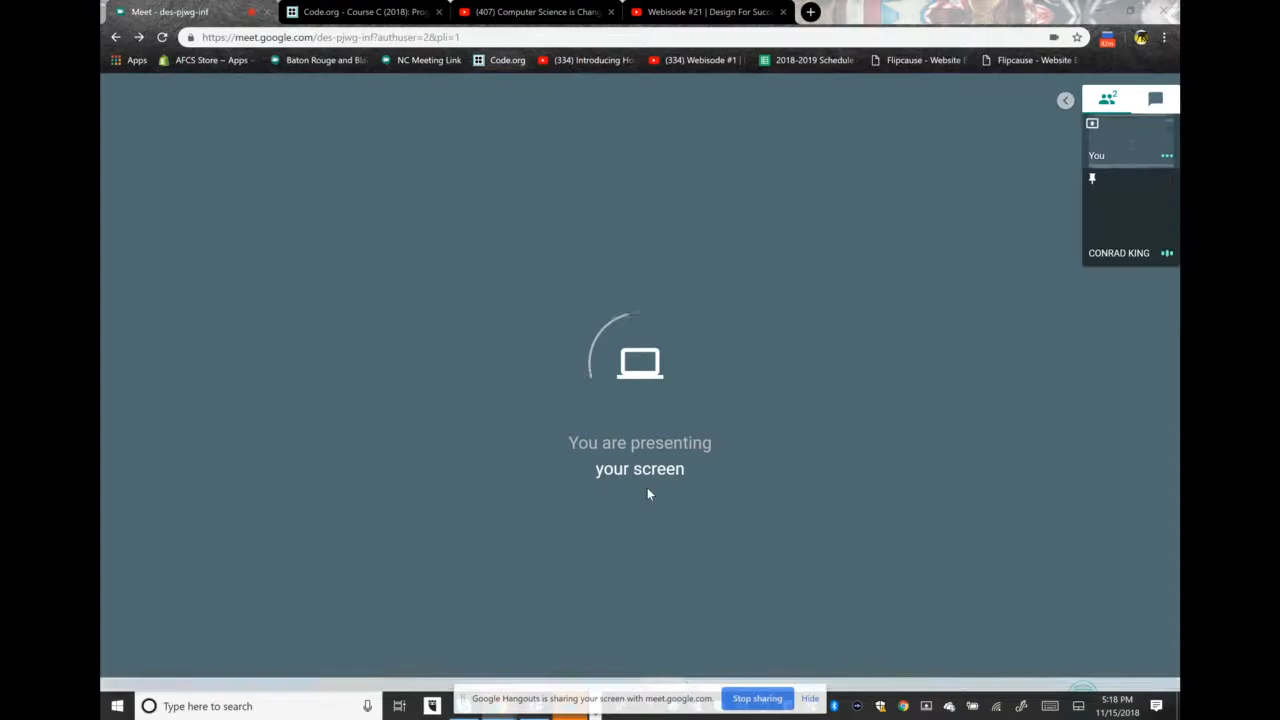 Meet - des-pjwg-inf
Code.org - Course C (2018): Pro
(407) Computer Science is Chan
Webisode #21 | Design For Succ
https://meet.google.com/des-pjwg-inf?authuser=2&pli=1
Apps
AFCS Store ~ Apps -
Baton Rouge and Bla
NC Meeting Link
Code.org
(334) Introducing Ho
(334) Webisode #1 |
2018-2019 Schedule
Flipcause - Website E
Flipcause - Website E
2
You
CONRAD KING
You are presenting
your screen
Google Hangouts is sharing your screen with meet.google.com.
Stop sharing
Hide
Type here to search
5:18 PM
11/15/2018